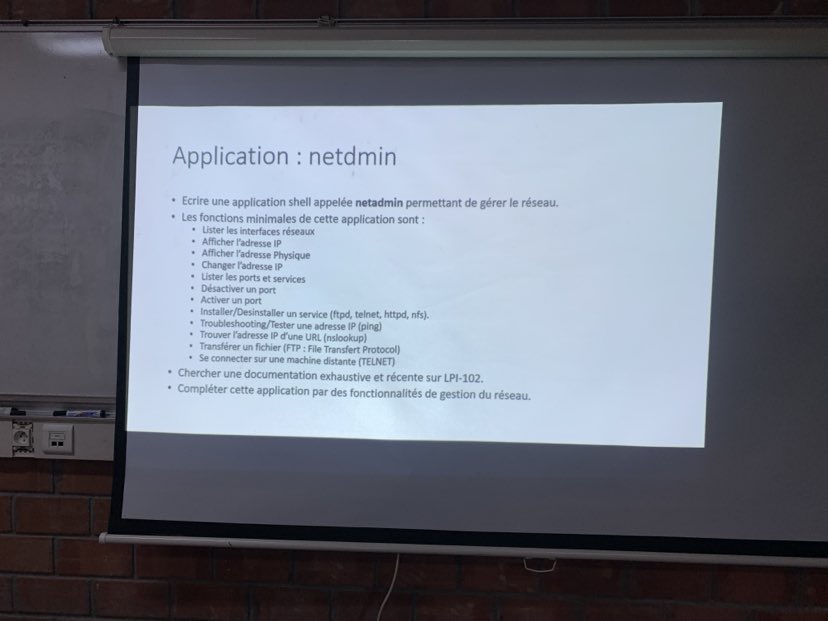 Application : netdmin
• Ecrire une application shell appelée netadmin permettant de gérer le réseau.
• Les fonctions minimales de cette application sont :
• Lister les interfaces réseaux
• Afficher l'adresse IP
• Afficher l'adresse Physique
• Changer l'adresse IP
• Lister les ports et services
• Désactiver un port
• Activer un port
• Installer/Desinstaller un service (ftpd, telnet, httpd, nfs).
• Troubleshooting/Tester une adresse IP (ping)
• Trouver l'adresse IP d'une URL (nslookup)
• Transférer un fichier (FTP : File Transfert Protocol)
• Se connecter sur une machine distante (TELNET)
• Chercher une documentation exhaustive et récente sur LPI-102.
• Compléter cette application par des fonctionnalités de gestion du réseau.